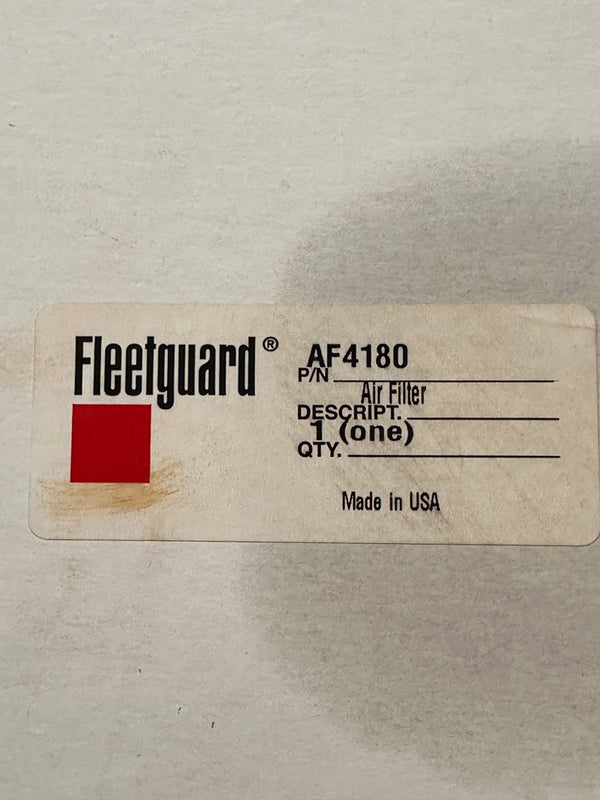 Fleetguard®
AF4180
P/N
Air Filter
DESCRIPT.
1 (one)
QTY.
Made in USA